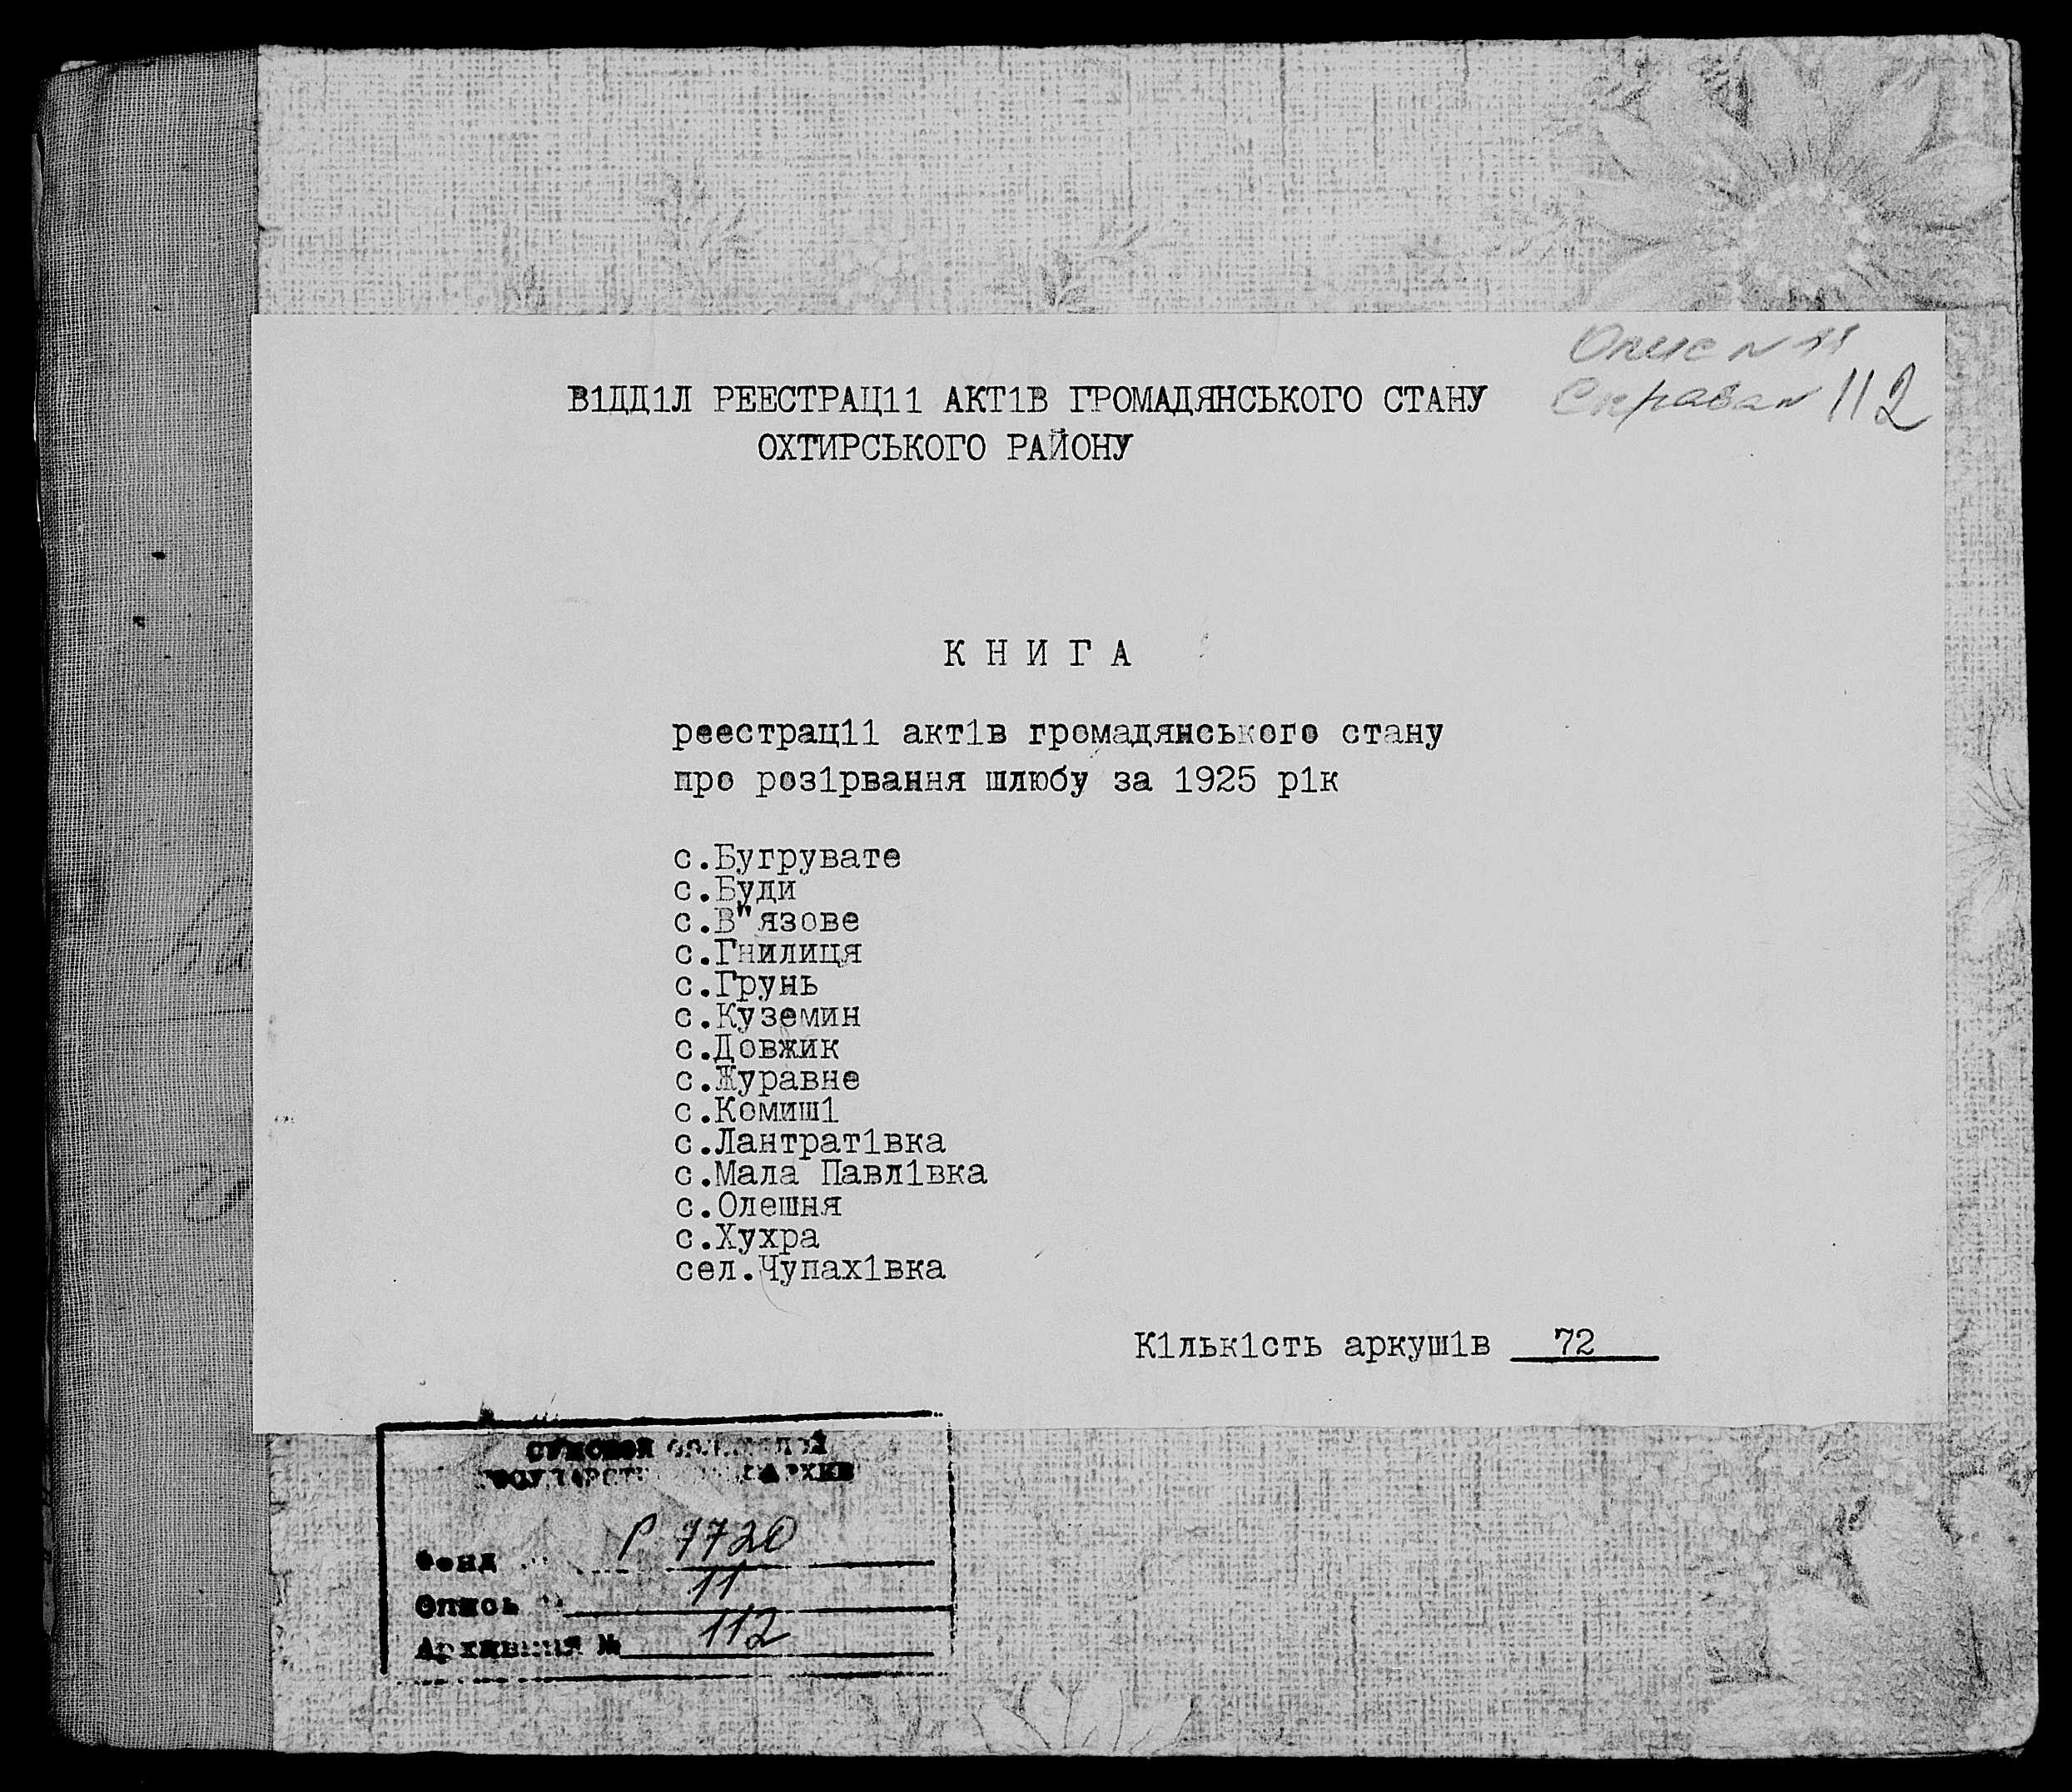 Опис № 11
Справа № 112
В1ДД1Л РЕЕСТРАЦ11 АКТ1В ГРОМАДЯНСЬКОГО СТАНУ
ОХТИРСЬКОГО РАЙОНУ
К Н И Г А
реестрац11 акт1в громадянського стану
про роз1рвання шлюбу за 1925 р1к
с.Бугрувате
с.Буди
с.В"язове
с.Гнилиця
с.Грунь
с.Куземин
с.Довжик
с.Журавне
с.Комиш1
с.Лантрат1вка
с.Мала Павл1вка
с.Олешня
с.Хухра
сел.Чупах1вка
К1льк1сть аркуш1в 72
Фонд Р 7720
Опись 11
Архивный № 112